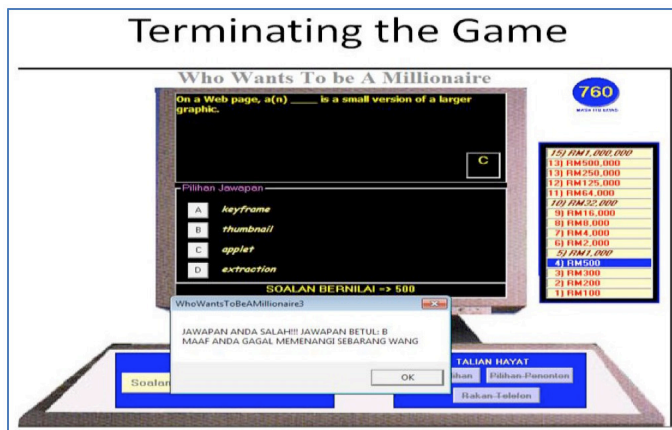 Terminating the Game
Who Wants To be A Millionaire
760
On a Web page, a(n) _____ is a small version of a larger
graphic.
C
Pilihan Jawapan
A keyframe
B thumbnail
C applet
D extraction
SOALAN BERNILAI => 500
15) RM1,000,000
13) RM500,000
13) RM250,000
12) RM125,000
11) RM64,000
10) RM32,000
9) RM16,000
8) RM8,000
7) RM4,000
6) RM2,000
5) RM1,000
4) RM500
3) RM300
2) RM200
1) RM100
WhoWantsToBeAMillionaire3
JAWAPAN ANDA SALAH!!! JAWAPAN BETUL: B
MAAF ANDA GAGAL MEMENANGI SEBARANG WANG
OK
Soalan
TALIAN HAYAT
Pilihan Penonton
Rakan Telefon